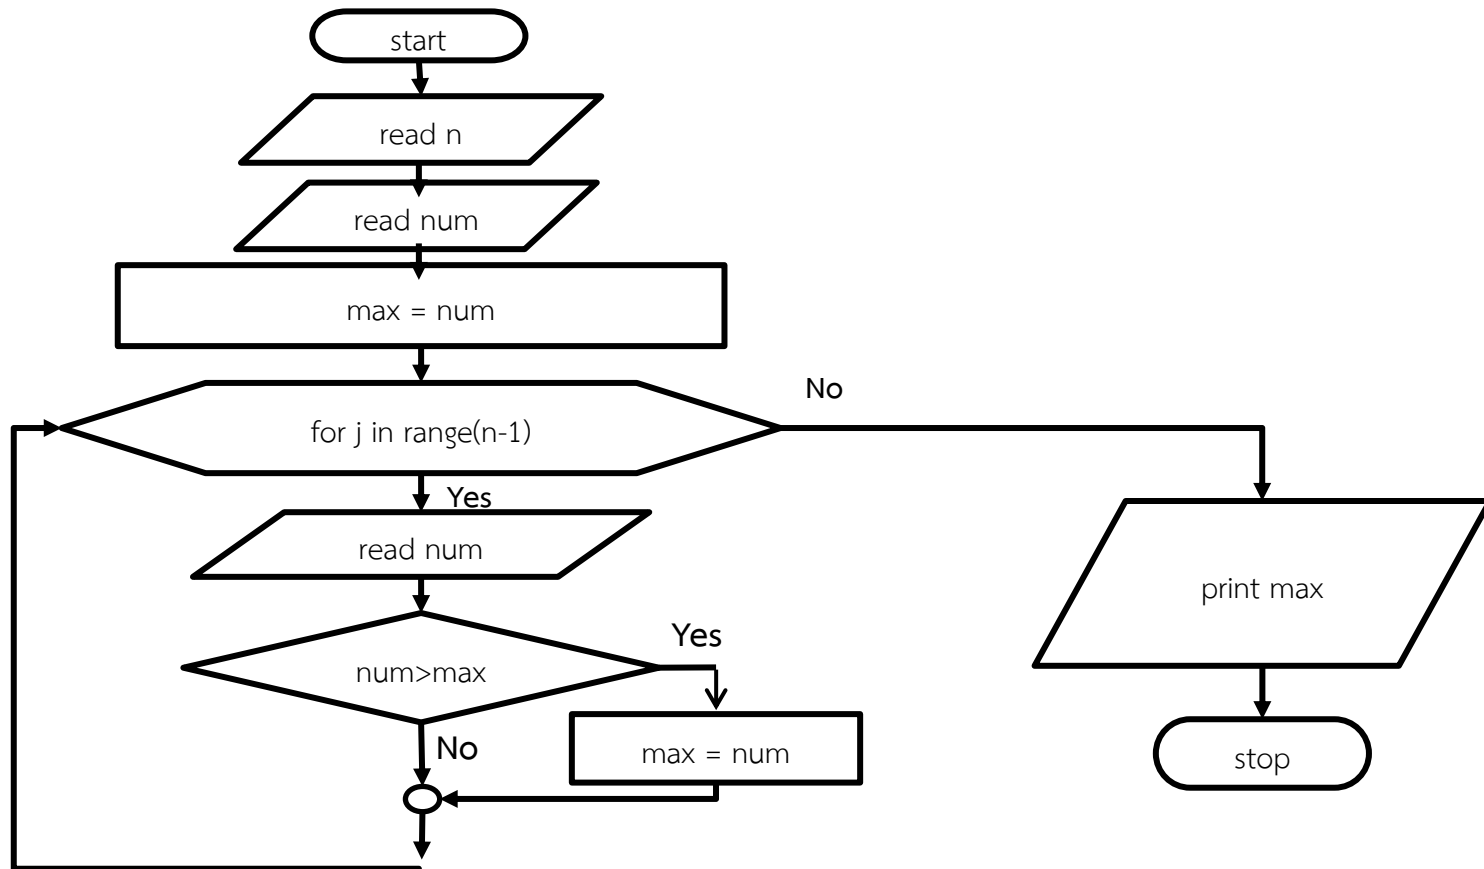 start
read n
read num
max = num
for j in range(n-1)
No
Yes
read num
num>max
Yes
No
max = num
print max
stop